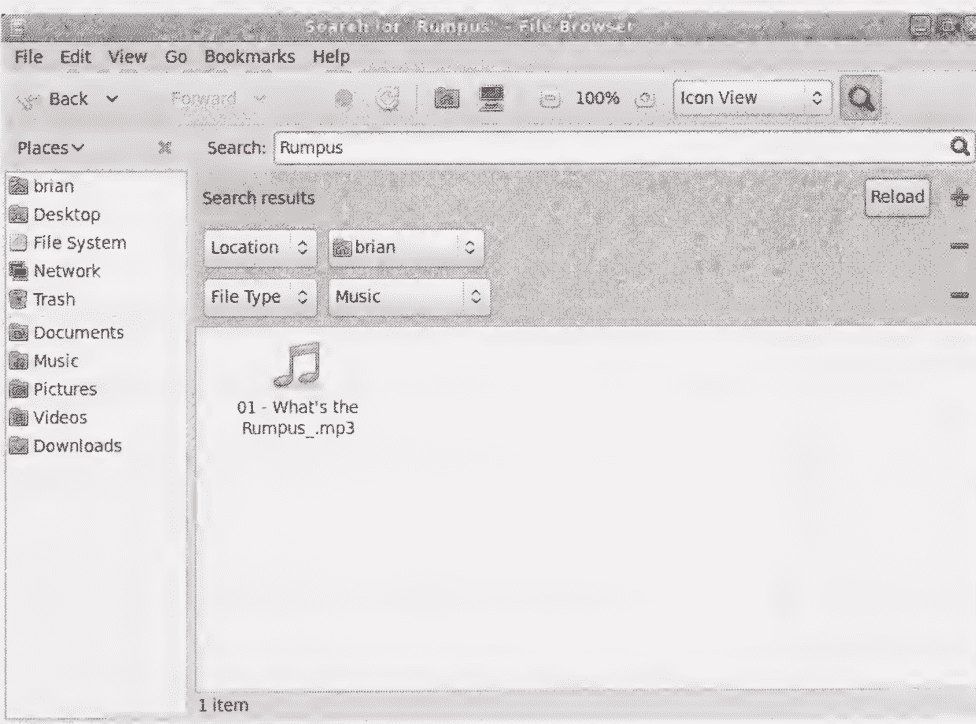 Search for "Rumpus" - File Browser
File Edit View Go Bookmarks Help
Back Forward 100% Icon View
Places Search: Rumpus
brian
Desktop
File System
Network
Trash
Documents
Music
Pictures
Videos
Downloads
Search results Reload
Location brian
File Type Music
01 - What's the
Rumpus_.mp3
1 item